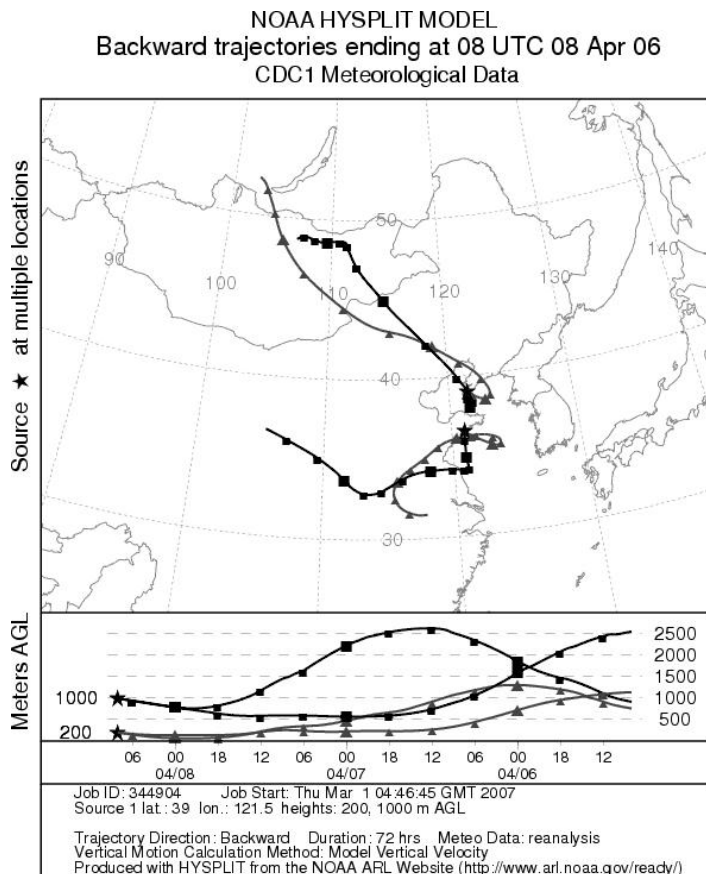 NOAA HYSPLIT MODEL
Backward trajectories ending at 08 UTC 08 Apr 06
CDC1 Meteorological Data
Source ★ at multiple locations
50
140
90
130
100
120
110
40
30
Meters AGL
2500
2000
1500
1000 1000
500
200
06 00 18 12 06 00 18 12 06 00 18 12
04/08 04/07 04/06
Job ID: 344904 Job Start: Thu Mar 1 04:46:45 GMT 2007
Source 1 lat.: 39 lon.: 121.5 heights: 200, 1000 m AGL
Trajectory Direction: Backward Duration: 72 hrs Meteo Data: reanalysis
Vertical Motion Calculation Method: Model Vertical Velocity
Produced with HYSPLIT from the NOAA ARL Website (http://www.arl.noaa.gov/ready/)